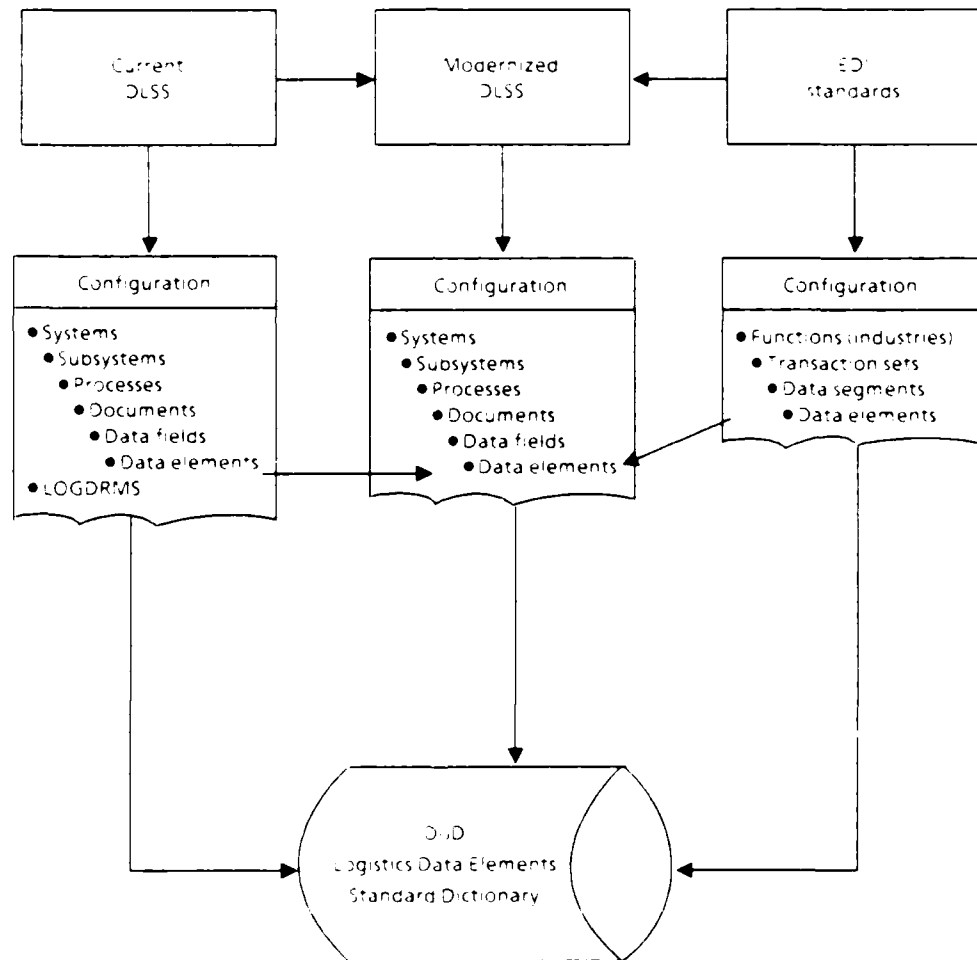 Current
DLSS
Modernized
DLSS
EDI
standards
Configuration
● Systems
● Subsystems
● Processes
● Documents
● Data fields
● Data elements
● LOGDRMS
Configuration
● Systems
● Subsystems
● Processes
● Documents
● Data fields
● Data elements
Configuration
● Functions (industries)
● Transaction sets
● Data segments
● Data elements
DoD
Logistics Data Elements
Standard Dictionary